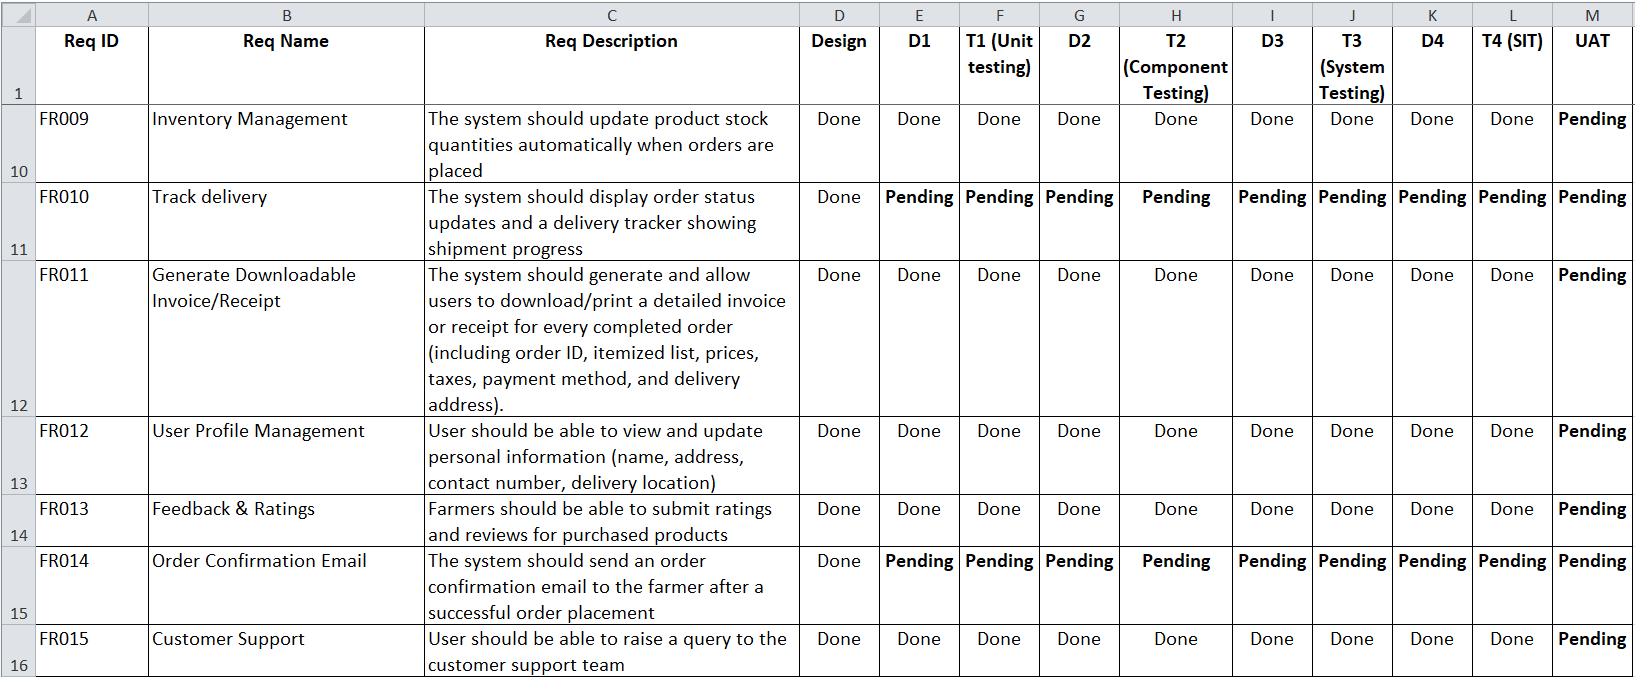 A B C D E F G H I J K L M
1 Req ID Req Name Req Description Design D1 T1 (Unit testing) D2 T2 (Component Testing) D3 T3 (System Testing) D4 T4 (SIT) UAT
10 FR009 Inventory Management The system should update product stock Done Done Done Done Done Done Done Done Done Pending
quantities automatically when orders are
placed
11 FR010 Track delivery The system should display order status Done Pending Pending Pending Pending Pending Pending Pending Pending Pending
updates and a delivery tracker showing
shipment progress
12 FR011 Generate Downloadable Invoice/Receipt The system should generate and allow Done Done Done Done Done Done Done Done Done Pending
users to download/print a detailed invoice
or receipt for every completed order
(including order ID, itemized list, prices,
taxes, payment method, and delivery
address).
13 FR012 User Profile Management User should be able to view and update Done Done Done Done Done Done Done Done Done Pending
personal information (name, address,
contact number, delivery location)
14 FR013 Feedback & Ratings Farmers should be able to submit ratings Done Done Done Done Done Done Done Done Done Pending
and reviews for purchased products
15 FR014 Order Confirmation Email The system should send an order Done Pending Pending Pending Pending Pending Pending Pending Pending Pending
confirmation email to the farmer after a
successful order placement
16 FR015 Customer Support User should be able to raise a query to the Done Done Done Done Done Done Done Done Done Pending
customer support team